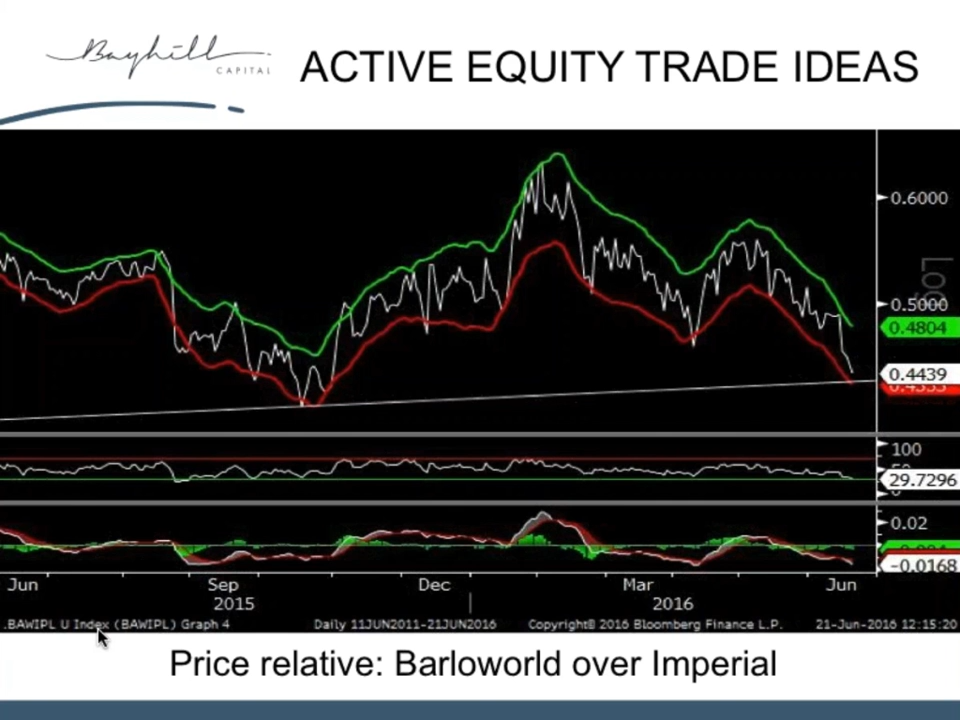 Bayhill
CAPITAL
ACTIVE EQUITY TRADE IDEAS
0.6000
0.5000
0.4804
0.4439
100
29.7296
0.02
-0.0168
Jun Sep Dec Mar Jun
2015 2016
.BAWIPL U Index (BAWIPL) Graph 4 Daily 11JUN2011-21JUN2016 Copyright© 2016 Bloomberg Finance L.P. 21-Jun-2016 12:15:20
Price relative: Barloworld over Imperial